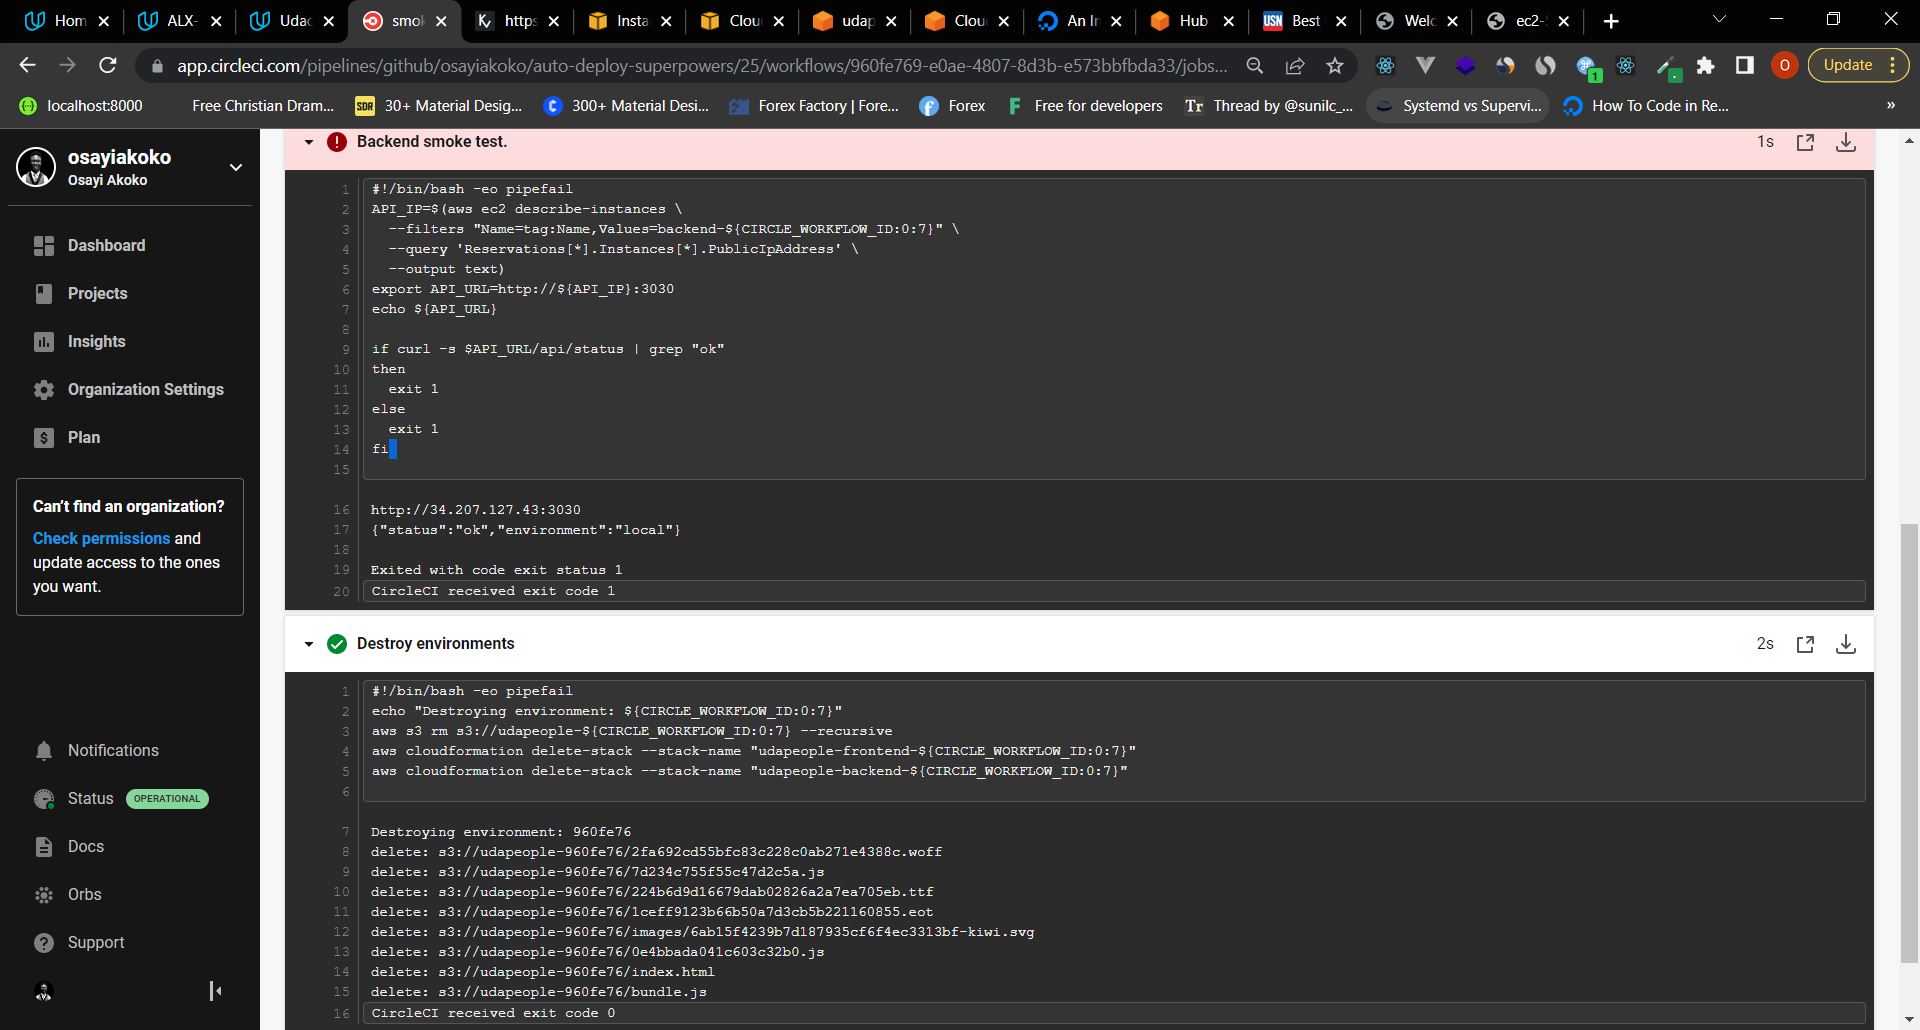 Hom
ALX-
Udac
smok
https
Insta
Clou
udap
Clou
An In
Hub
USN
Best
Welc
ec2-
app.circleci.com/pipelines/github/osayiakoko/auto-deploy-superpowers/25/workflows/960fe769-e0ae-4807-8d3b-e573bbfbda33/jobs...
1
O
Update
localhost:8000
Free Christian Dram...
SDR
30+ Material Desig...
300+ Material Desi...
Forex Factory | Fore...
Forex
Free for developers
Tr
Thread by @sunilc_...
Systemd vs Supervi...
How To Code in Re...
»
osayiakoko
Osayi Akoko
Dashboard
Projects
Insights
Organization Settings
Plan
Can't find an organization?
Check permissions and
update access to the ones
you want.
Notifications
Status
OPERATIONAL
Docs
Orbs
Support
Backend smoke test.
1s
1 #!/bin/bash -eo pipefail
2 API_IP=$(aws ec2 describe-instances \
3 --filters "Name=tag:Name,Values=backend-${CIRCLE_WORKFLOW_ID:0:7}" \
4 --query 'Reservations[*].Instances[*].PublicIpAddress' \
5 --output text)
6 export API_URL=http://${API_IP}:3030
7 echo ${API_URL}
8
9 if curl -s $API_URL/api/status | grep "ok"
10 then
11 exit 1
12 else
13 exit 1
14 fi
15
16 http://34.207.127.43:3030
17 {"status":"ok","environment":"local"}
18
19 Exited with code exit status 1
20 CircleCI received exit code 1
Destroy environments
2s
1 #!/bin/bash -eo pipefail
2 echo "Destroying environment: ${CIRCLE_WORKFLOW_ID:0:7}"
3 aws s3 rm s3://udapeople-${CIRCLE_WORKFLOW_ID:0:7} --recursive
4 aws cloudformation delete-stack --stack-name "udapeople-frontend-${CIRCLE_WORKFLOW_ID:0:7}"
5 aws cloudformation delete-stack --stack-name "udapeople-backend-${CIRCLE_WORKFLOW_ID:0:7}"
6
7 Destroying environment: 960fe76
8 delete: s3://udapeople-960fe76/2fa692cd55bfc83c228c0ab271e4388c.woff
9 delete: s3://udapeople-960fe76/7d234c755f55c47d2c5a.js
10 delete: s3://udapeople-960fe76/224b6d9d16679dab02826a2a7ea705eb.ttf
11 delete: s3://udapeople-960fe76/1ceff9123b66b50a7d3cb5b221160855.eot
12 delete: s3://udapeople-960fe76/images/6ab15f4239b7d187935cf6f4ec3313bf-kiwi.svg
13 delete: s3://udapeople-960fe76/0e4bbada041c603c32b0.js
14 delete: s3://udapeople-960fe76/index.html
15 delete: s3://udapeople-960fe76/bundle.js
16 CircleCI received exit code 0